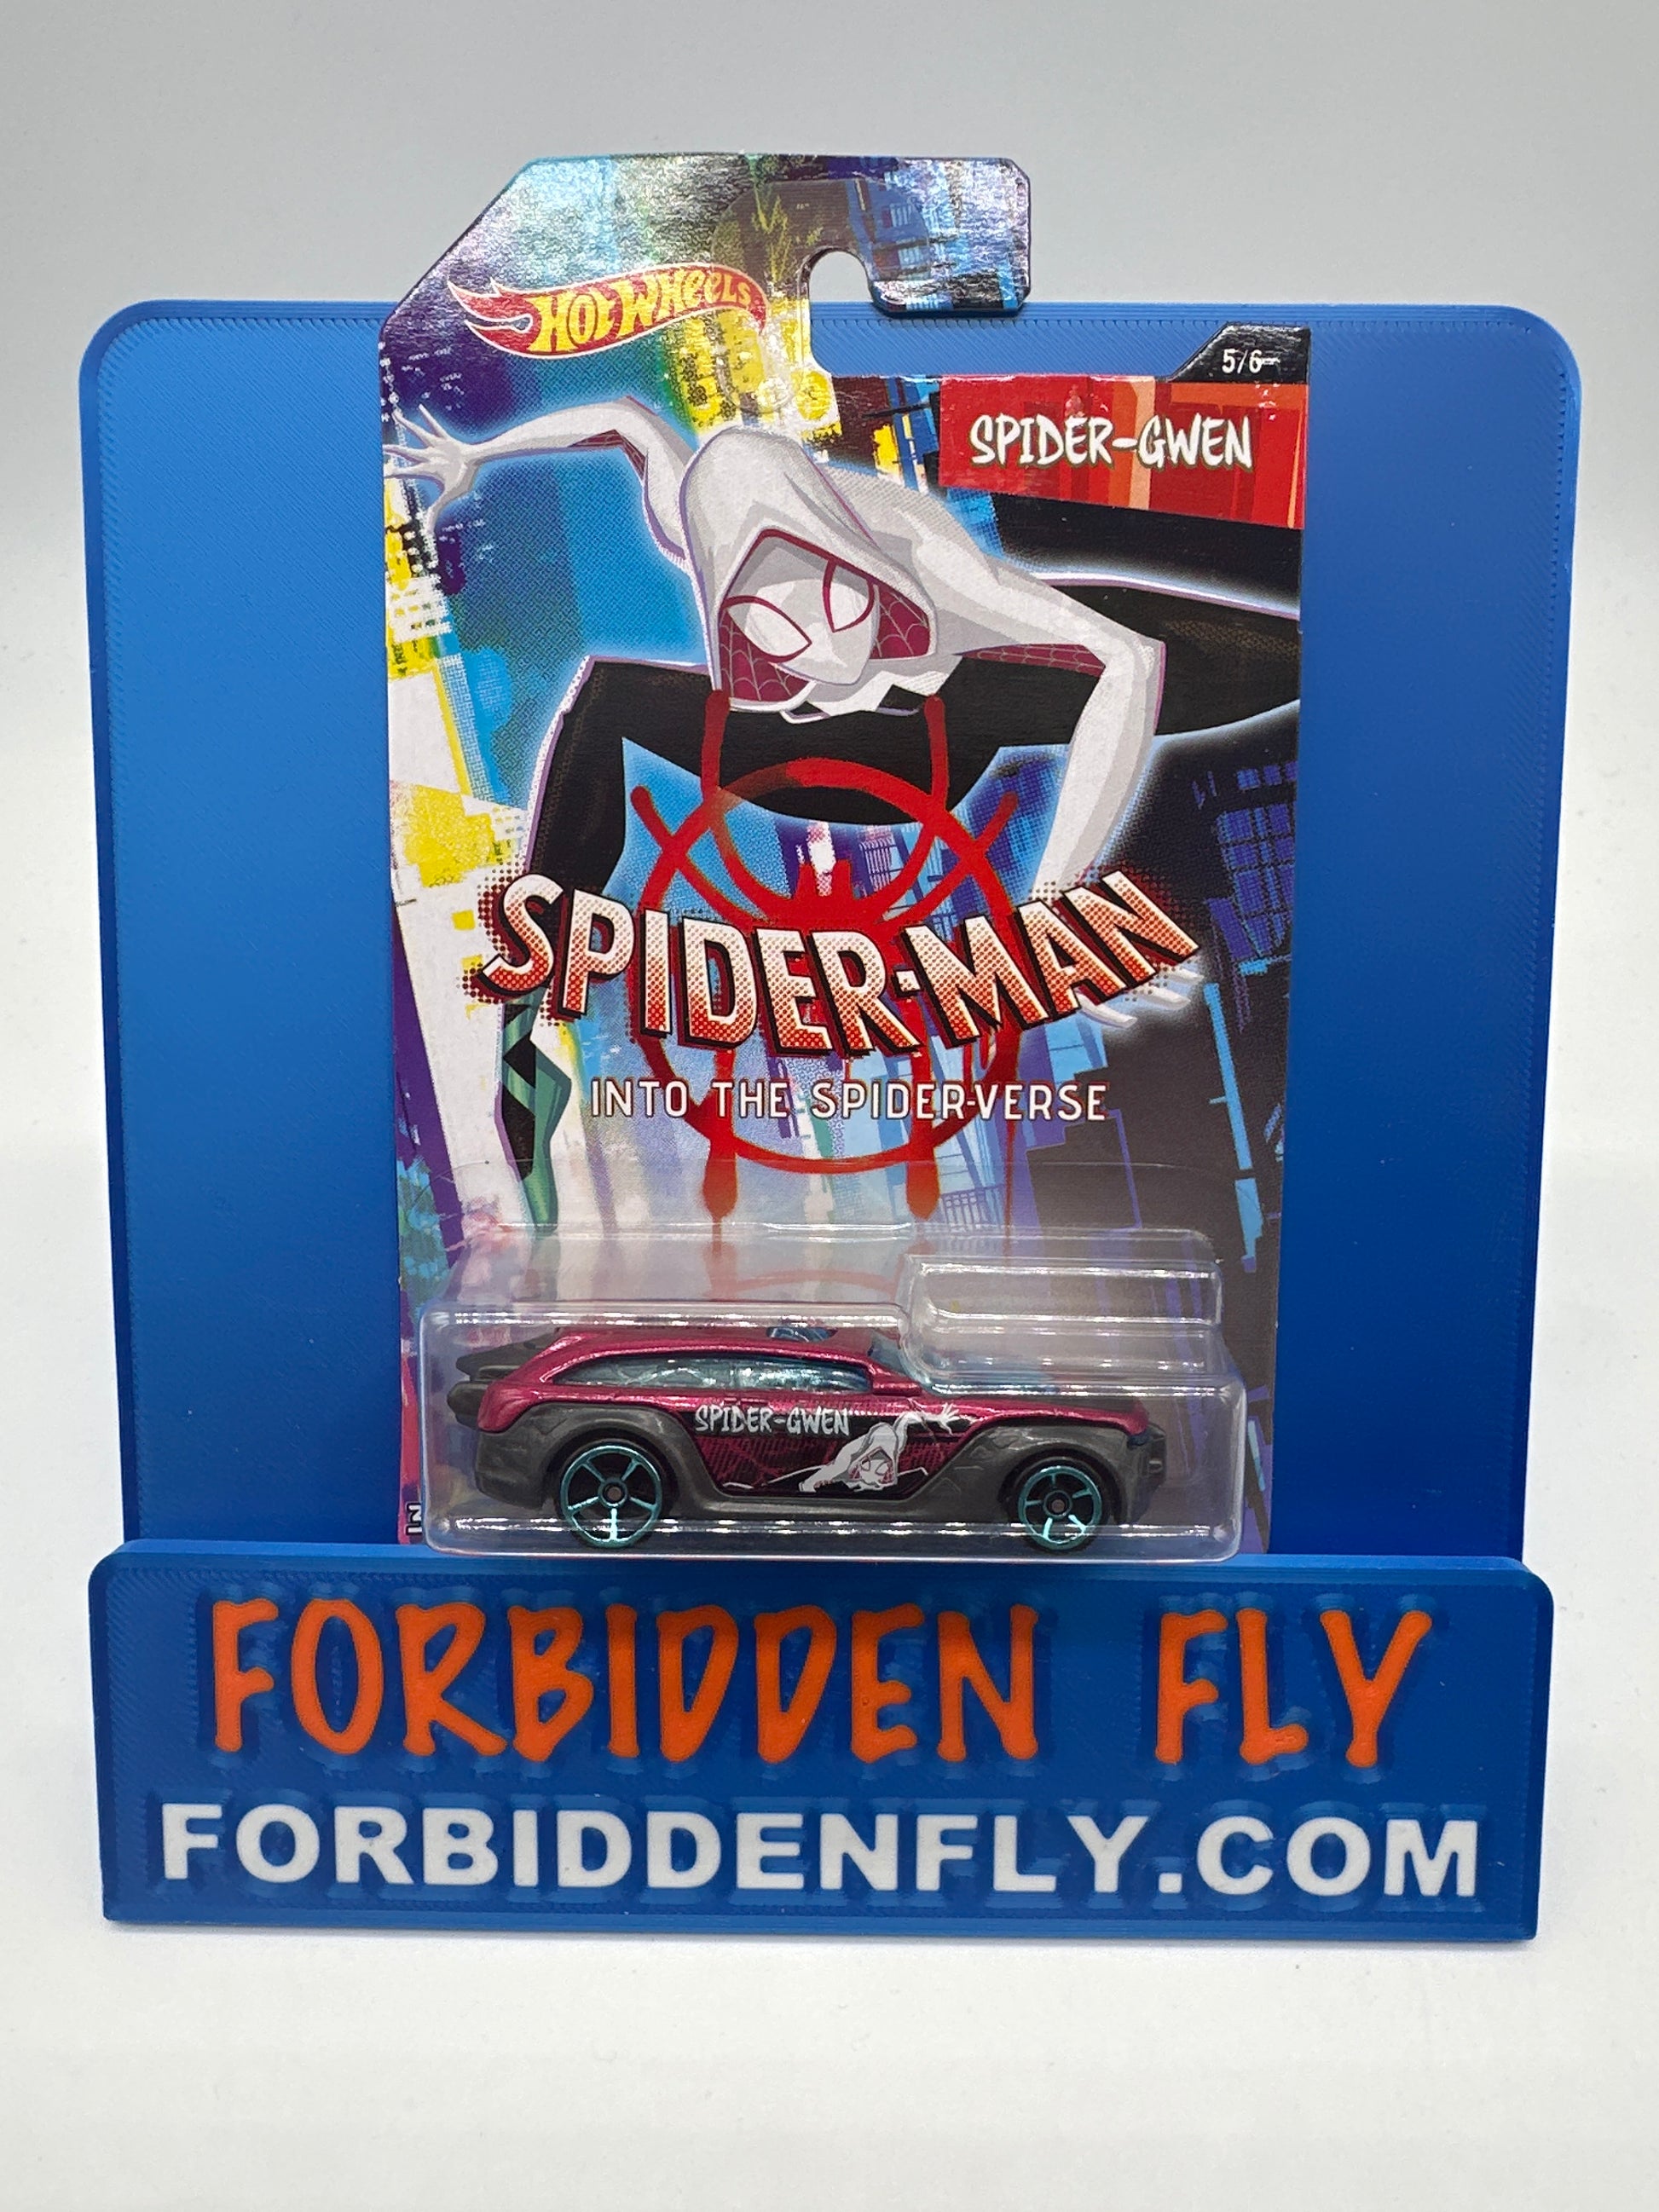 HOT WHEELS
5/6
SPIDER-GWEN
SPIDER-MAN
INTO THE SPIDER-VERSE
SPIDER-GWEN
FORBIDDEN FLY
FORBIDDENFLY.COM